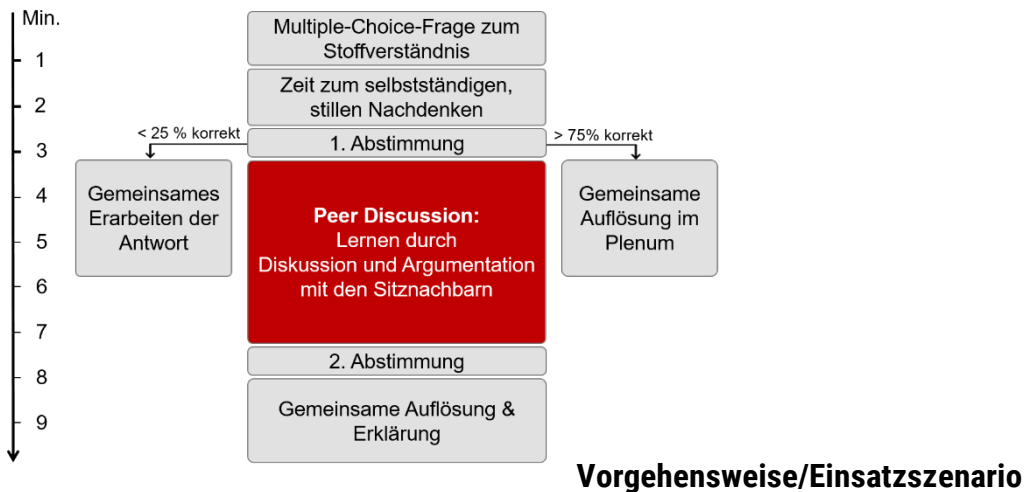 Min.
Multiple-Choice-Frage zum
Stoffverständnis
1
Zeit zum selbstständigen,
stillen Nachdenken
2
< 25 % korrekt
1. Abstimmung
> 75% korrekt
3
Gemeinsames
Erarbeiten der
Antwort
Peer Discussion:
Lernen durch
Diskussion und Argumentation
mit den Sitznachbarn
Gemeinsame
Auflösung im
Plenum
4
5
6
7
2. Abstimmung
8
Gemeinsame Auflösung &
Erklärung
9
Vorgehensweise/Einsatzszenario